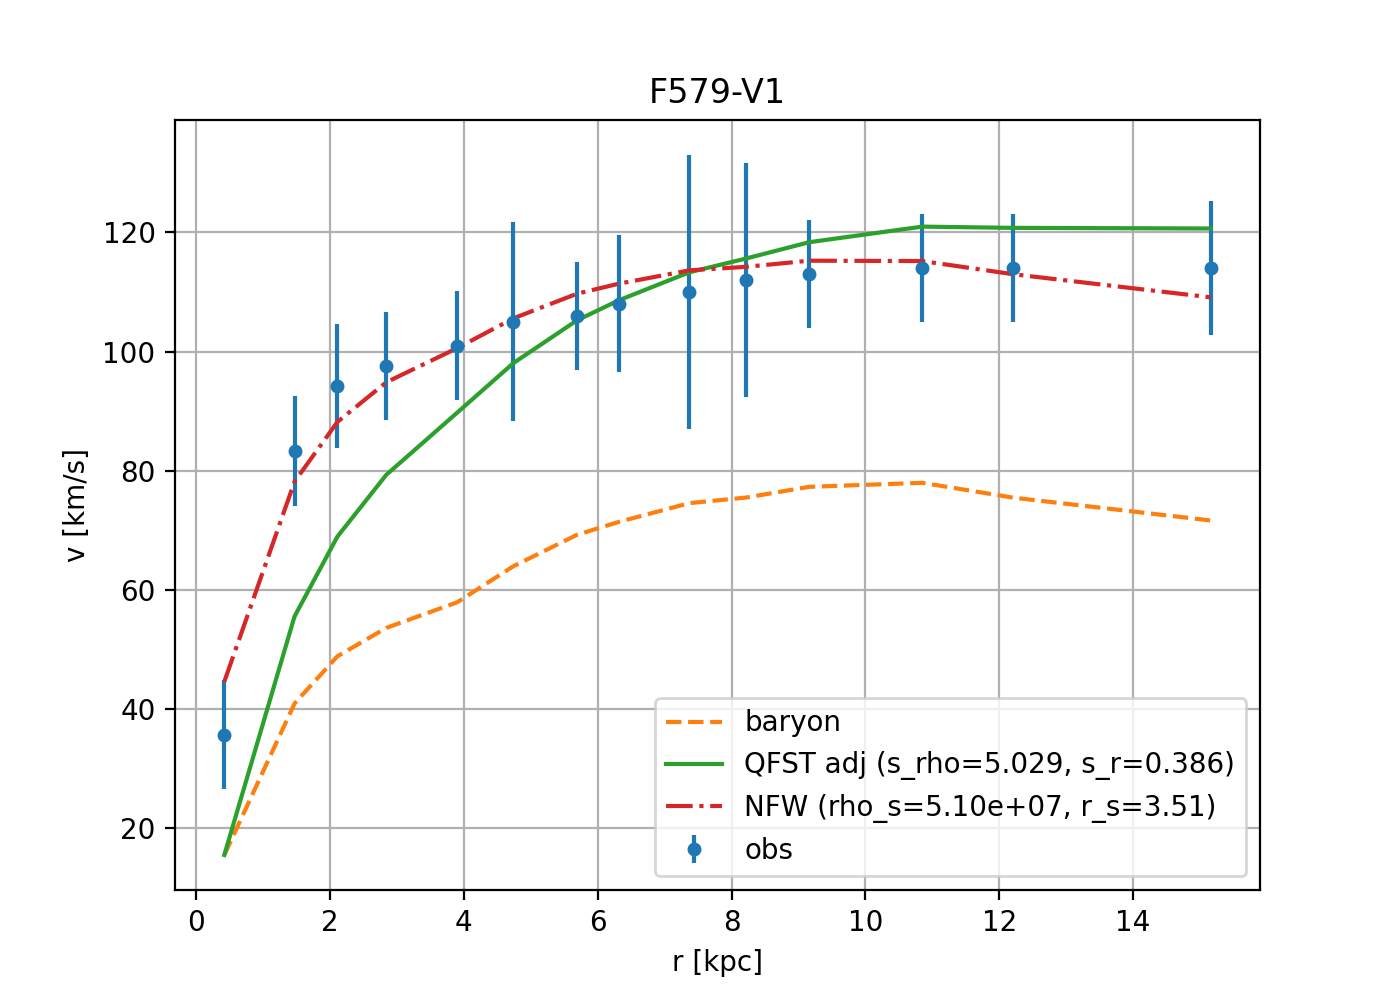 F579-V1
v [km/s]
120
100
80
60
40
20
baryon
QFST adj (s_rho=5.029, s_r=0.386)
NFW (rho_s=5.10e+07, r_s=3.51)
obs
0 2 4 6 8 10 12 14
r [kpc]